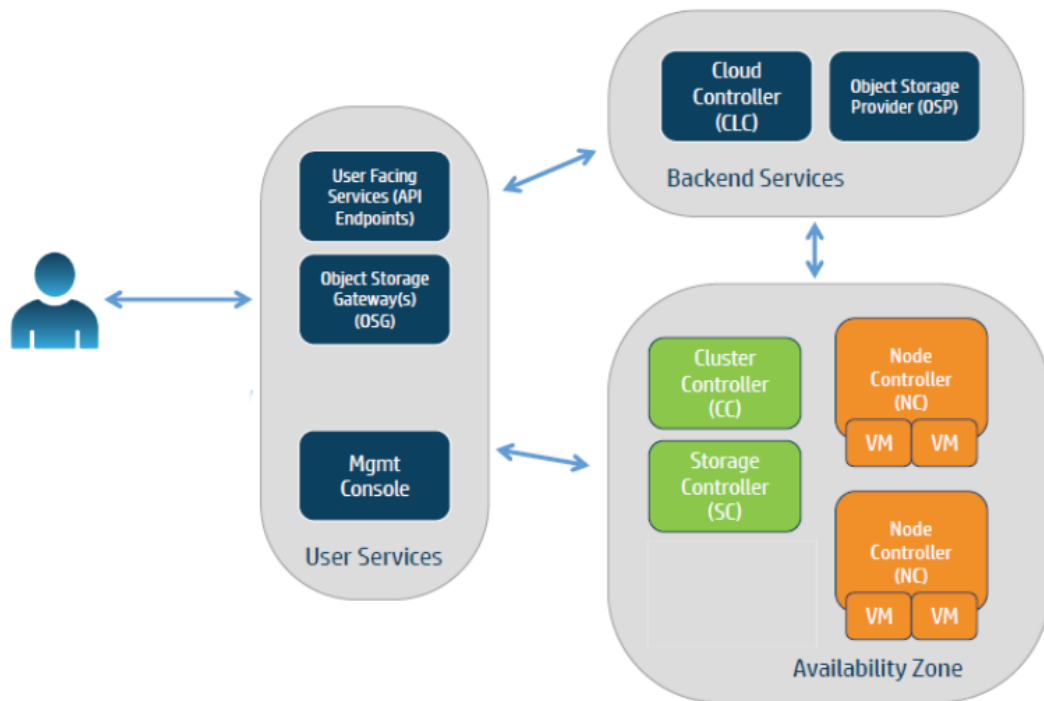 User Facing
Services (API
Endpoints)
Object Storage
Gateway(s)
(OSG)
Mgmt
Console
User Services
Cloud
Controller
(CLC)
Object Storage
Provider (OSP)
Backend Services
Cluster
Controller
(CC)
Storage
Controller
(SC)
Node
Controller
(NC)
VM VM
Node
Controller
(NC)
VM VM
Availability Zone